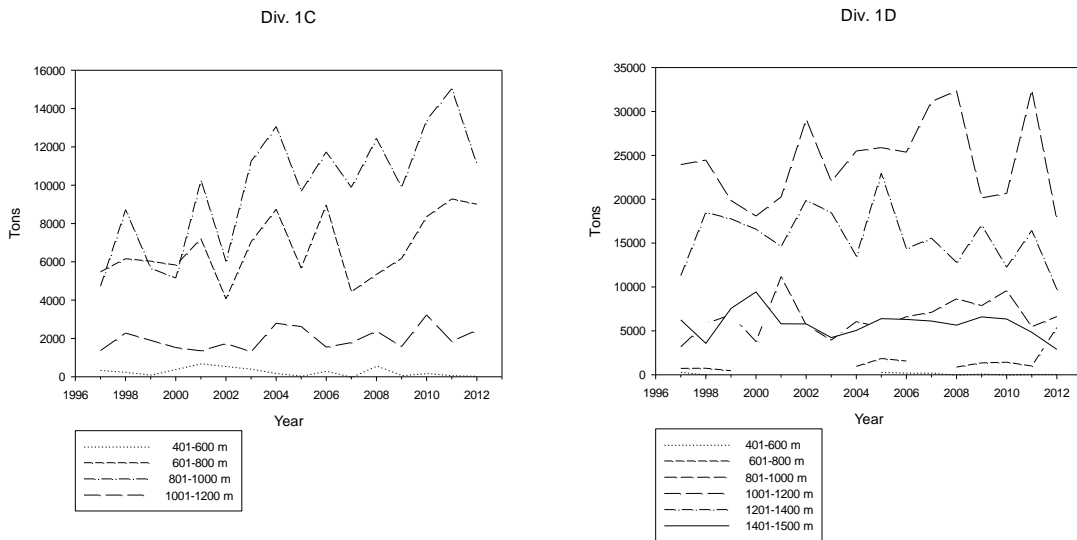 Div. 1C
16000
14000
12000
10000
8000
6000
4000
2000
0
Tons
1996 1998 2000 2002 2004 2006 2008 2010 2012
Year
401-600 m
601-800 m
801-1000 m
1001-1200 m
Div. 1D
35000
30000
25000
20000
15000
10000
5000
0
Tons
1996 1998 2000 2002 2004 2006 2008 2010 2012
Year
401-600 m
601-800 m
801-1000 m
1001-1200 m
1201-1400 m
1401-1500 m